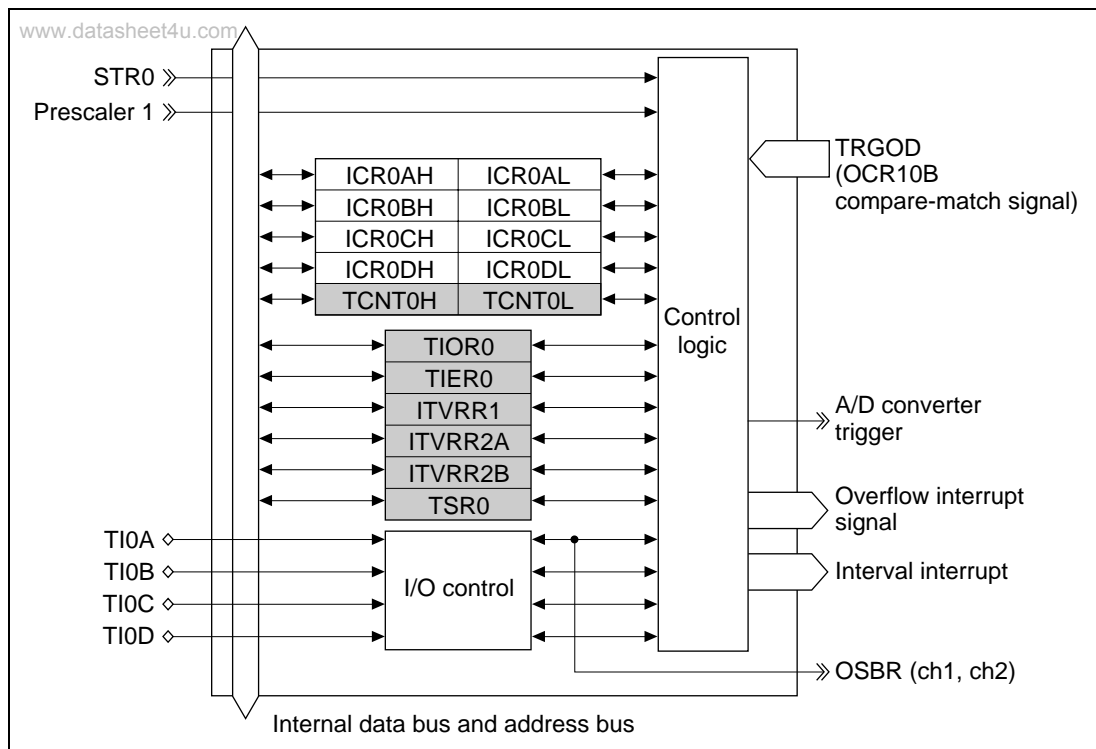 www.datasheet4u.com
STR0
Prescaler 1
TRGOD
(OCR10B
compare-match signal)
ICR0AH ICR0AL
ICR0BH ICR0BL
ICR0CH ICR0CL
ICR0DH ICR0DL
TCNT0H TCNT0L
Control
logic
TIOR0
TIER0
ITVRR1
ITVRR2A
ITVRR2B
TSR0
A/D converter
trigger
Overflow interrupt
signal
Interval interrupt
TI0A
TI0B
TI0C
TI0D
I/O control
OSBR (ch1, ch2)
Internal data bus and address bus